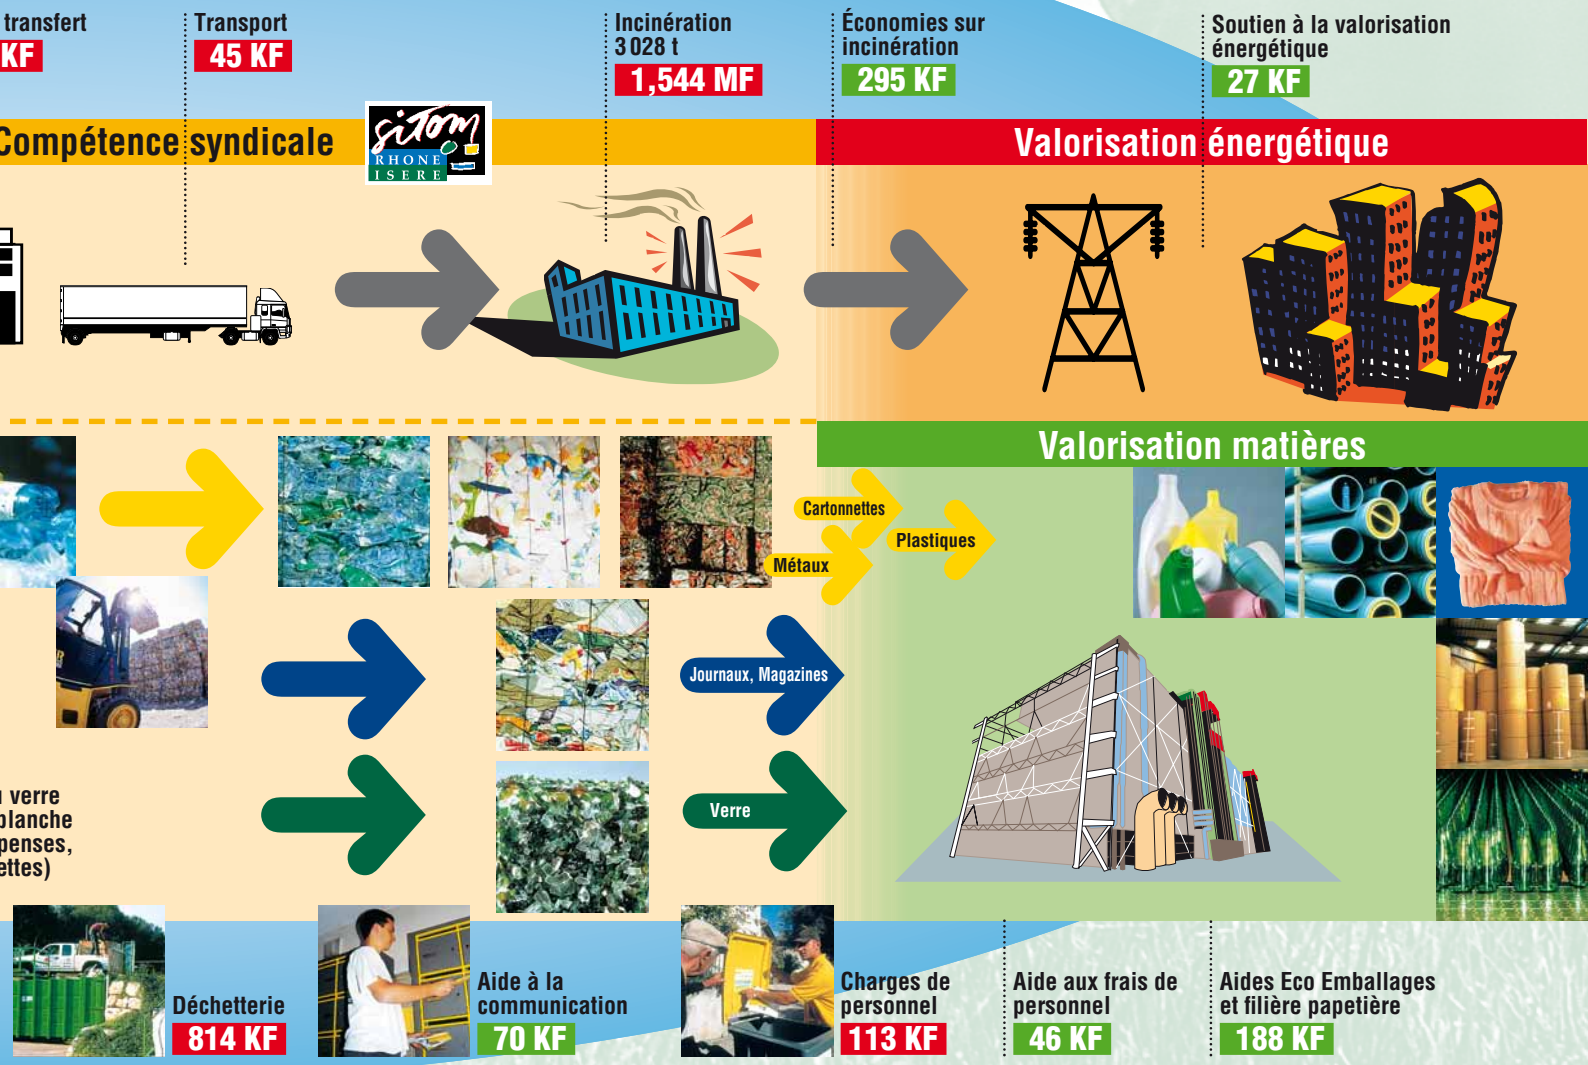 transfert
KF
Transport
45 KF
Incinération
3 028 t
1,544 MF
Économies sur
incinération
295 KF
Soutien à la valorisation
énergétique
27 KF
Compétence syndicale
sitom
RHONE
ISERE
Valorisation énergétique
Valorisation matières
Cartonnettes
Plastiques
Métaux
Journaux, Magazines
Verre
verre
planche
penses,
ettes)
Déchetterie
814 KF
Aide à la
communication
70 KF
Charges de
personnel
113 KF
Aide aux frais de
personnel
46 KF
Aides Eco Emballages
et filière papetière
188 KF